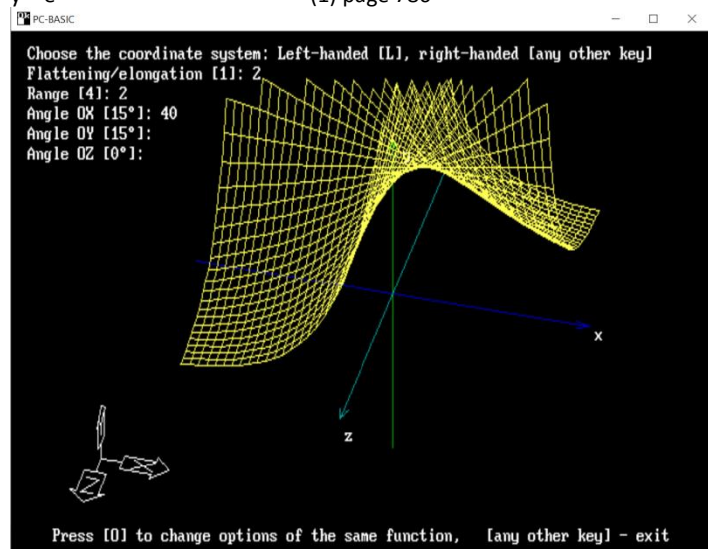 (1) page 780
PC-BASIC
Choose the coordinate system: Left-handed [L], right-handed [any other key]
Flattening/elongation [1]: 2
Range [4]: 2
Angle OX [15°]: 40
Angle OY [15°]:
Angle OZ [0°]:
x
z
X
Z
Press [O] to change options of the same function, [any other key] - exit